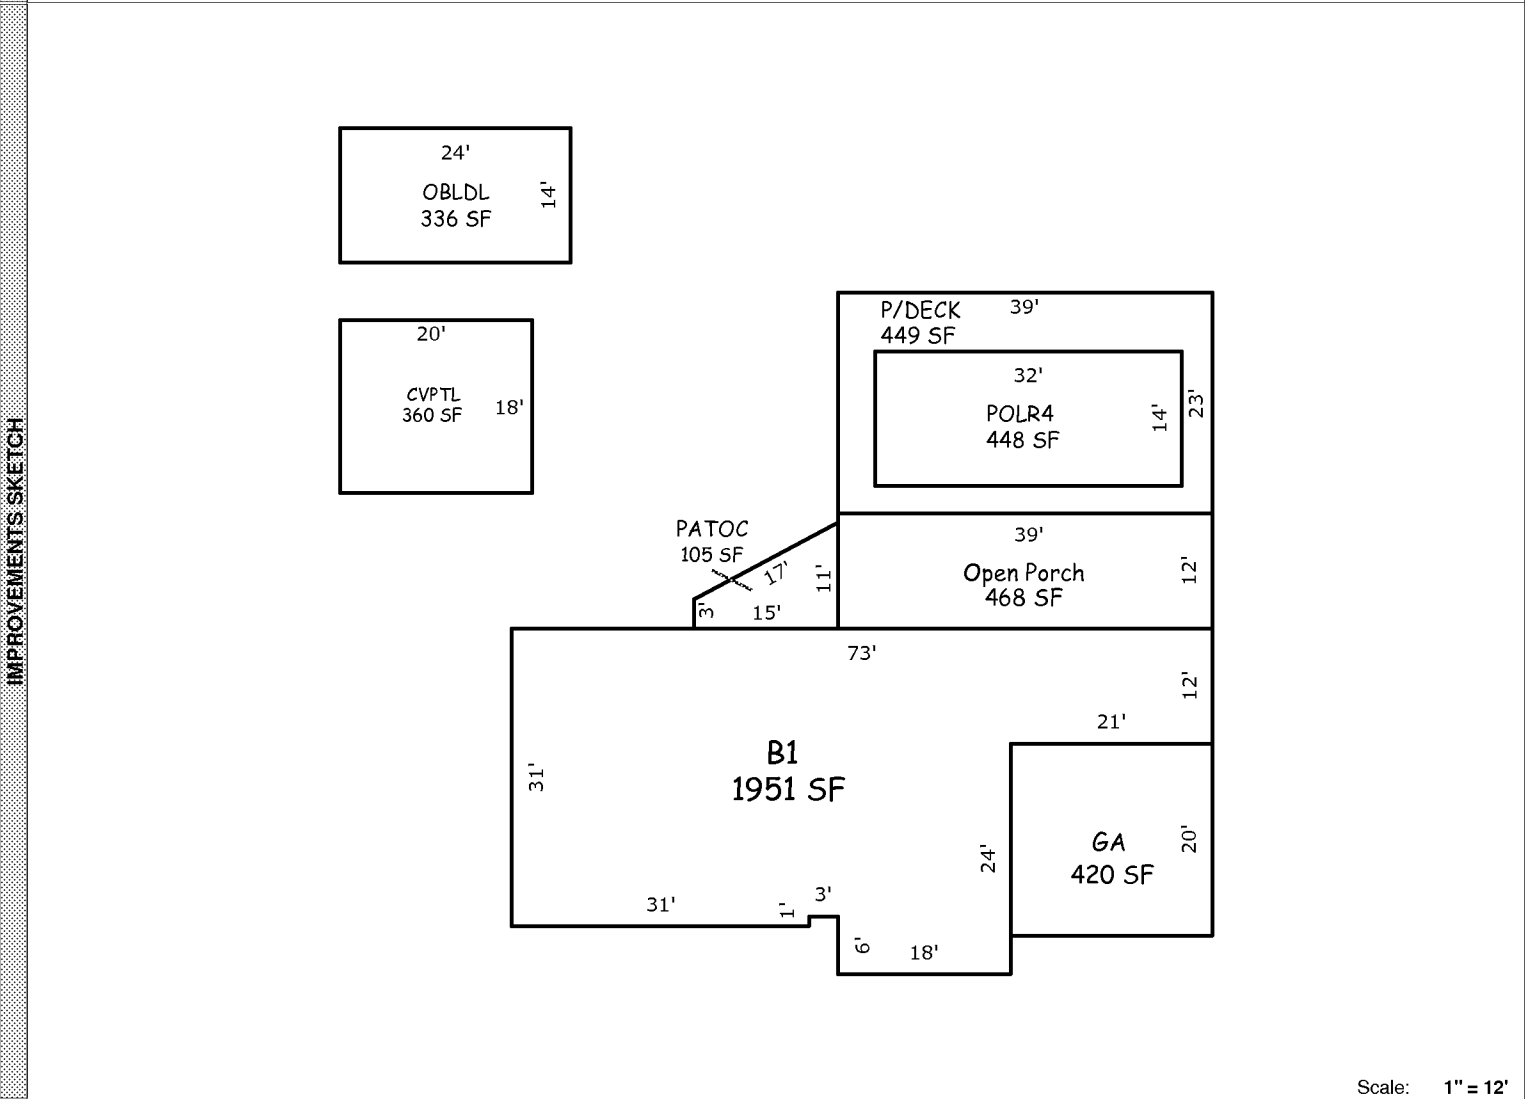 IMPROVEMENTS SKETCH
24'
OBLDL
336 SF
14'
20'
CVPTL
360 SF
18'
P/DECK
449 SF
39'
32'
POLR4
448 SF
14'
23'
PATOC
105 SF
17'
11'
3'
15'
39'
Open Porch
468 SF
12'
73'
12'
21'
B1
1951 SF
31'
GA
420 SF
20'
24'
31'
1'
3'
6'
18'
Scale: 1" = 12'